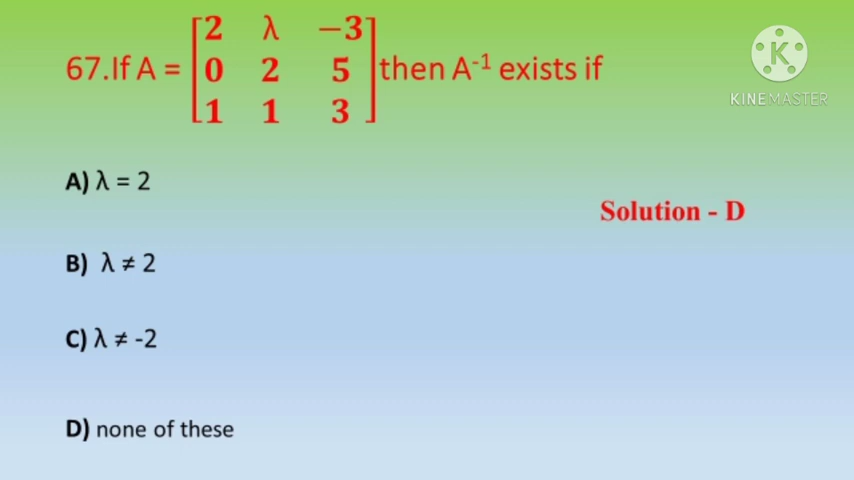 67.If A = [2 λ −3
0 2 5
1 1 3] then A⁻¹ exists if
KINEMASTER
A) λ = 2
Solution - D
B) λ ≠ 2
C) λ ≠ -2
D) none of these